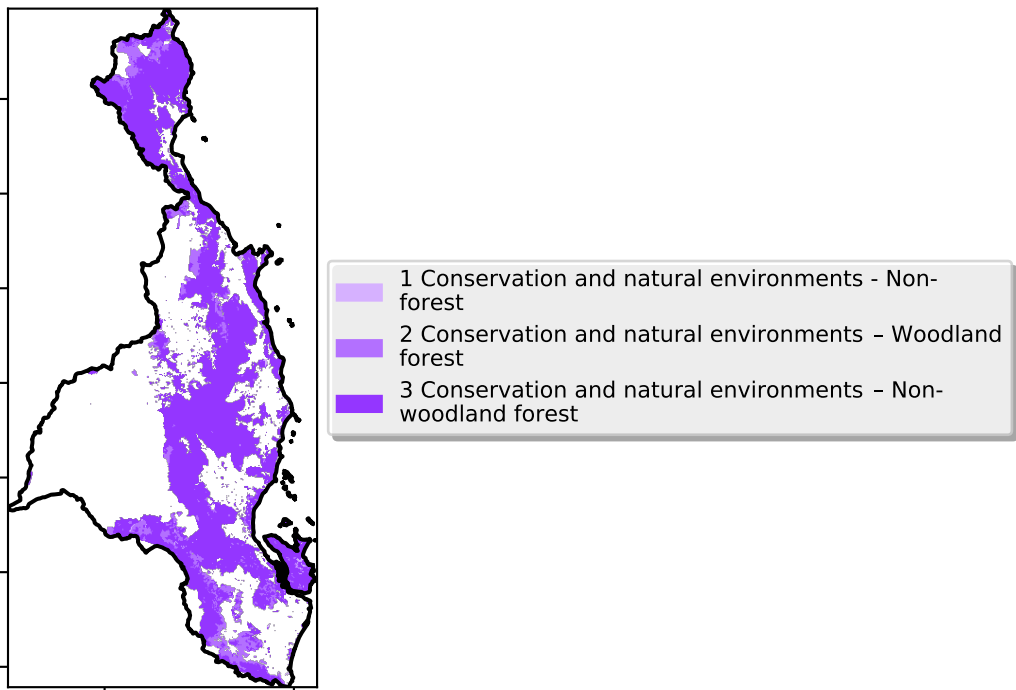 1 Conservation and natural environments - Non-
forest
2 Conservation and natural environments – Woodland
forest
3 Conservation and natural environments – Non-
woodland forest